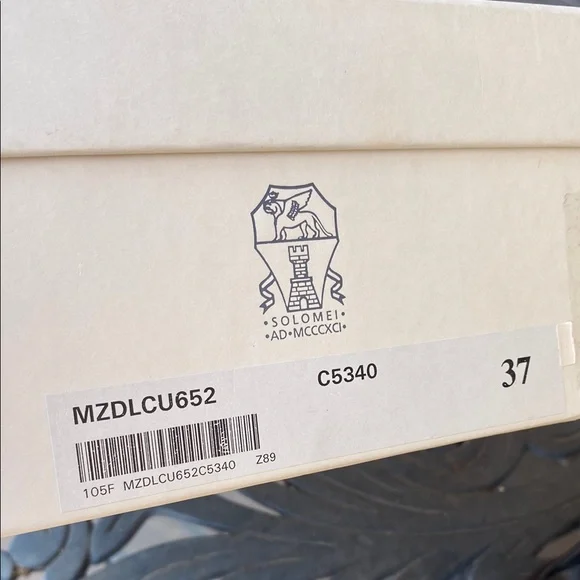 •SOLOMEI•
•AD•MCCCXCI•
MZDLCU652 C5340 37
105F MZDLCU652C5340 Z89